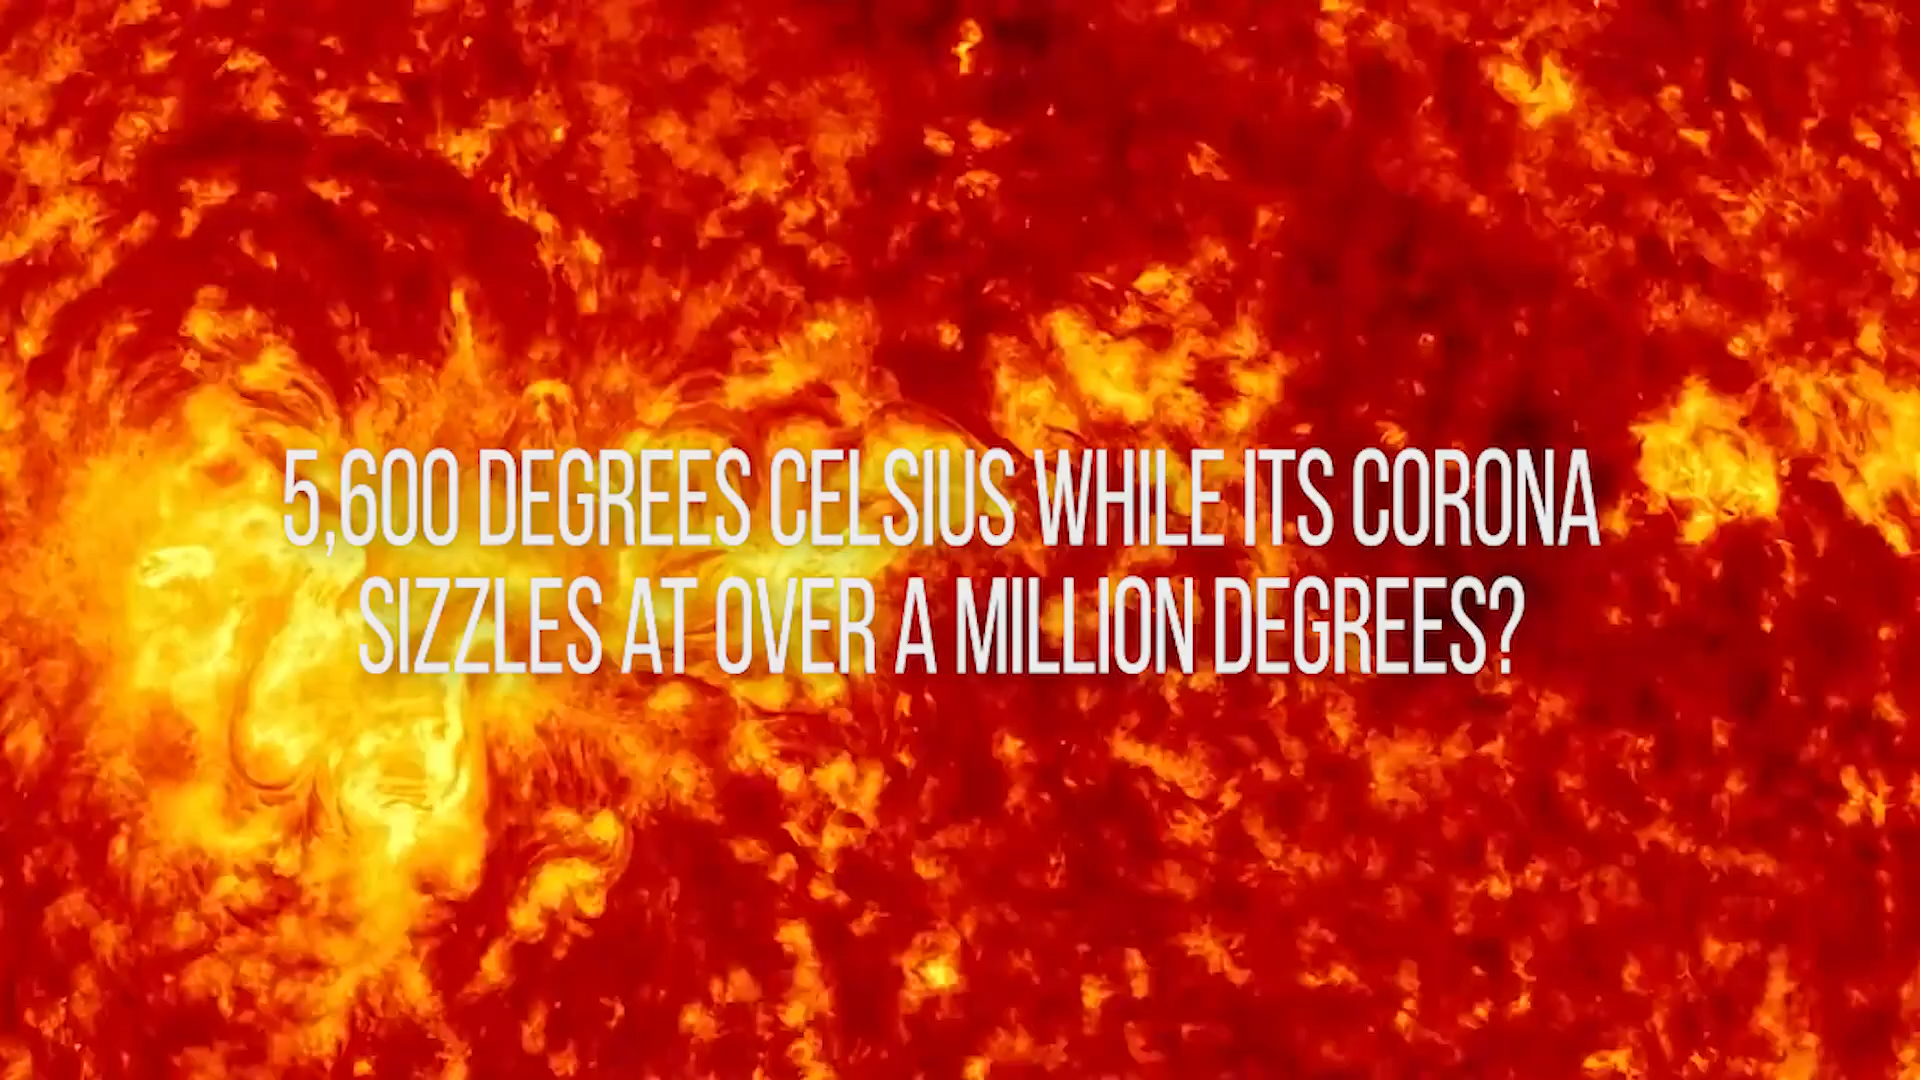 5,600 DEGREES CELSIUS WHILE ITS CORONA
SIZZLES AT OVER A MILLION DEGREES?